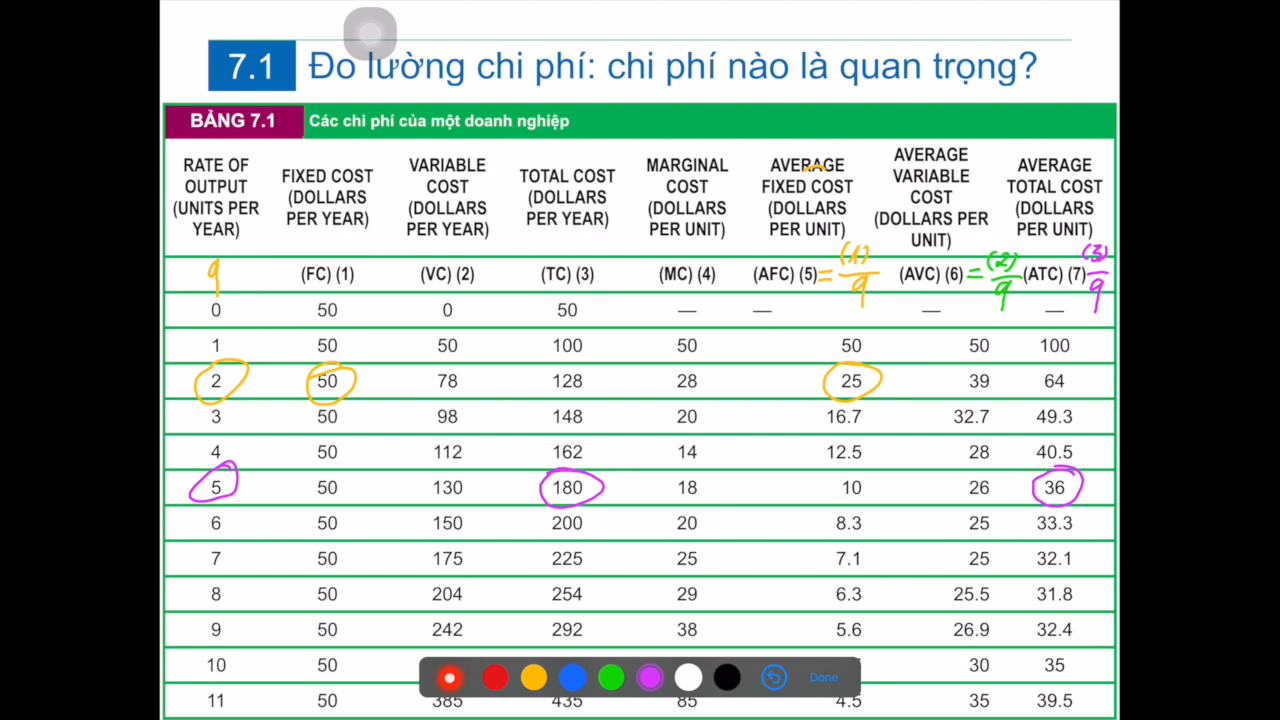 7.1 Đo lường chi phí: chi phí nào là quan trọng?
BẢNG 7.1 Các chi phí của một doanh nghiệp
RATE OF OUTPUT (UNITS PER YEAR) FIXED COST (DOLLARS PER YEAR) VARIABLE COST (DOLLARS PER YEAR) TOTAL COST (DOLLARS PER YEAR) MARGINAL COST (DOLLARS PER UNIT) AVERAGE FIXED COST (DOLLARS PER UNIT) AVERAGE VARIABLE COST (DOLLARS PER UNIT) AVERAGE TOTAL COST (DOLLARS PER UNIT)
q (FC) (1) (VC) (2) (TC) (3) (MC) (4) (AFC) (5) = (1)/q (AVC) (6) = (2)/q (ATC) (7) (3)/q
0 50 0 50 — — — —
1 50 50 100 50 50 50 100
2 50 78 128 28 25 39 64
3 50 98 148 20 16.7 32.7 49.3
4 50 112 162 14 12.5 28 40.5
5 50 130 180 18 10 26 36
6 50 150 200 20 8.3 25 33.3
7 50 175 225 25 7.1 25 32.1
8 50 204 254 29 6.3 25.5 31.8
9 50 242 292 38 5.6 26.9 32.4
10 50 30 35
Done
11 50 385 435 85 4.5 35 39.5